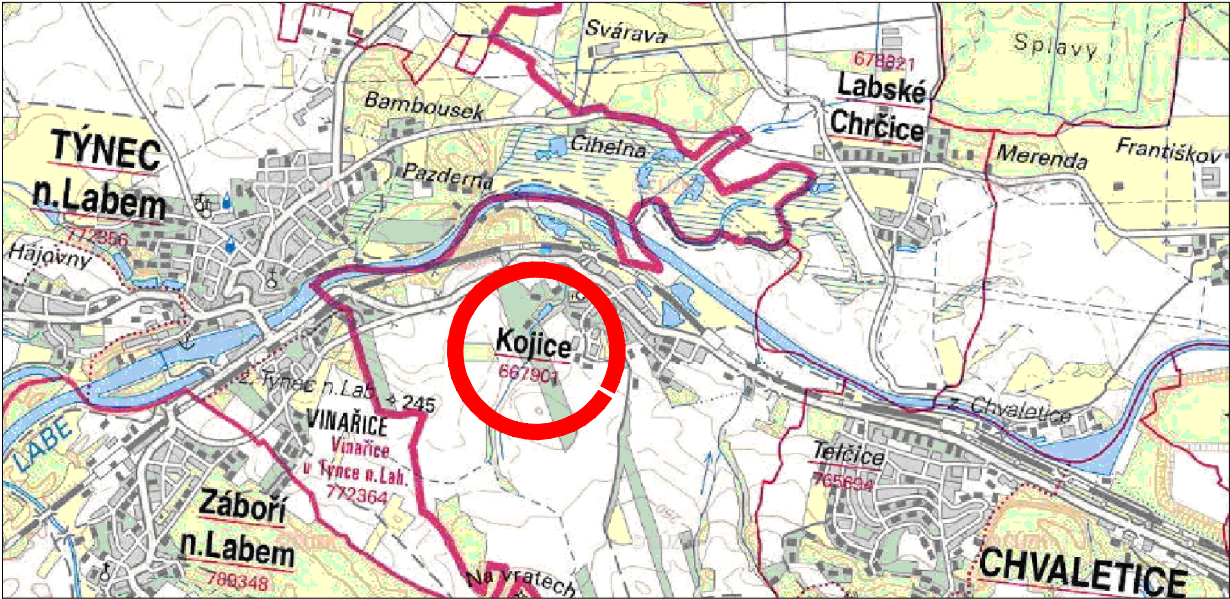 Svárava
Splavy
678821
Labské
Chrčice
Bambousek
TÝNEC
n.Labem
772356
Cihelna
Merenda
Františkov
Pazderna
Hájovny
Kojice
667901
Týnec n.Lab.
245
VINAŘICE
Vinařice
u Týnce n.Lab.
772364
LABE
Chvaletice
Telčice
765694
Záboří
n.Labem
789348
Na vratech
CHVALETICE